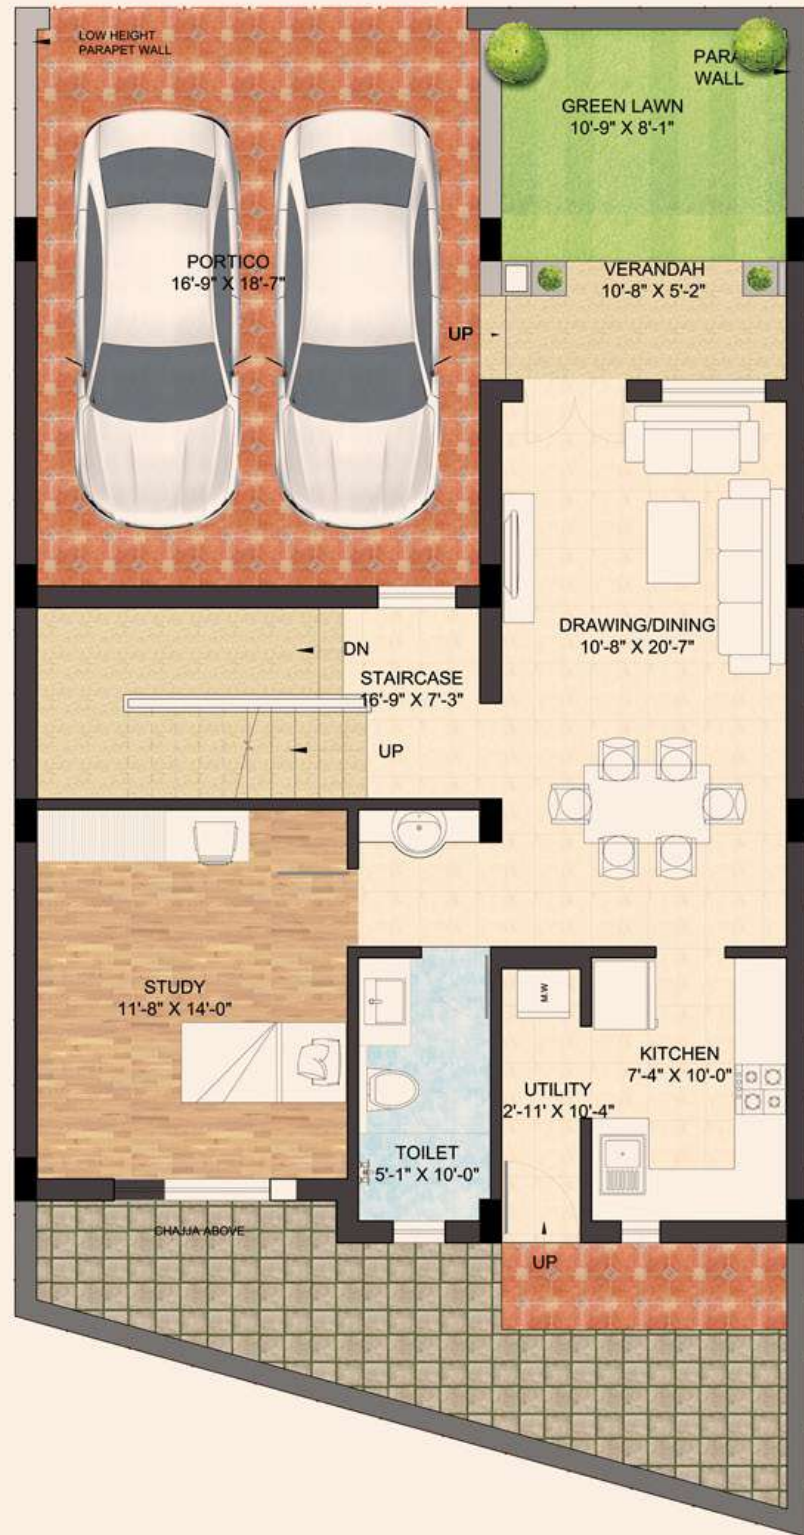 LOW HEIGHT
PARAPET WALL
PARAPET
WALL
GREEN LAWN
10'-9" X 8'-1"
PORTICO
16'-9" X 18'-7"
VERANDAH
10'-8" X 5'-2"
UP
DRAWING/DINING
10'-8" X 20'-7"
DN
STAIRCASE
16'-9" X 7'-3"
UP
STUDY
11'-8" X 14'-0"
M.W
KITCHEN
7'-4" X 10'-0"
UTILITY
2'-11' X 10'-4"
TOILET
5'-1" X 10'-0"
CHAJJA ABOVE
UP